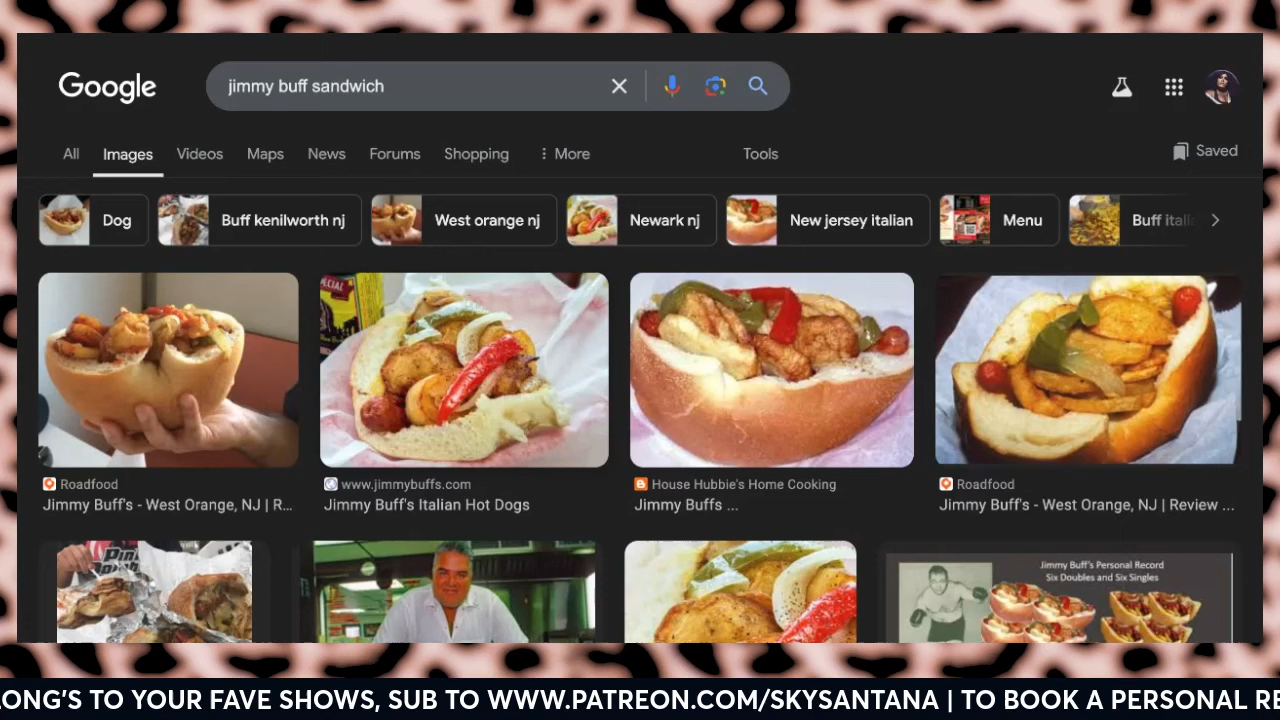 Google
jimmy buff sandwich
All
Images
Videos
Maps
News
Forums
Shopping
More
Tools
Saved
Dog
Buff kenilworth nj
West orange nj
Newark nj
New jersey italian
Menu
Buff itali
Roadfood
Jimmy Buff's - West Orange, NJ | R...
www.jimmybuffs.com
Jimmy Buff's Italian Hot Dogs
House Hubbie's Home Cooking
Jimmy Buffs ...
Roadfood
Jimmy Buff's - West Orange, NJ | Review ...
Jimmy Buff's Personal Record
Six Doubles and Six Singles
ONG'S TO YOUR FAVE SHOWS, SUB TO WWW.PATREON.COM/SKYSANTANA | TO BOOK A PERSONAL RE